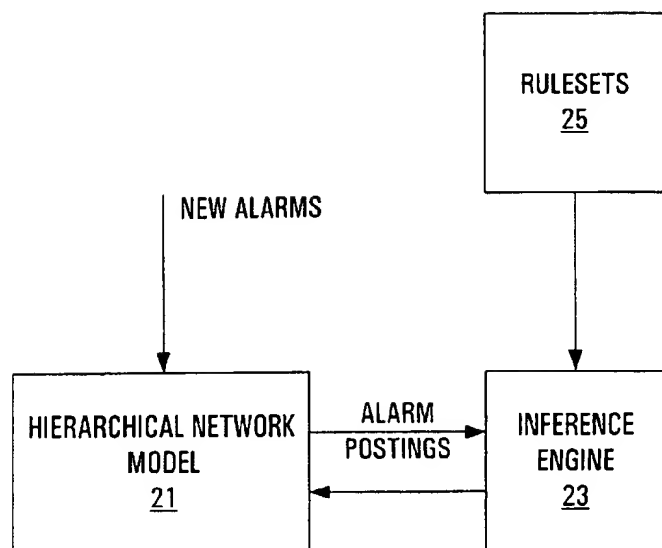 RULESETS
25
NEW ALARMS
HIERARCHICAL NETWORK
MODEL
21
ALARM
POSTINGS
INFERENCE
ENGINE
23